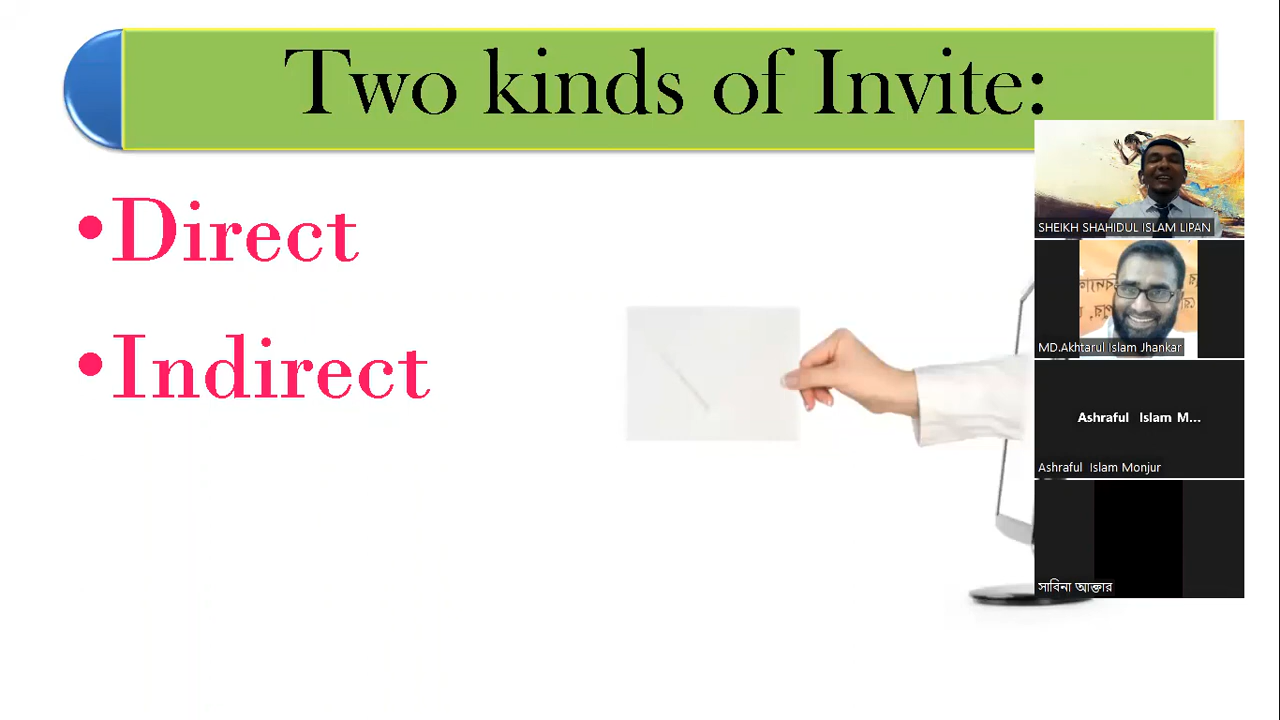 Two kinds of Invite:
•Direct
•Indirect
SHEIKH SHAHIDUL ISLAM LIPAN
MD.Akhtarul Islam Jhankar
Ashraful Islam M...
Ashraful Islam Monjur
সাবিনা আক্তার